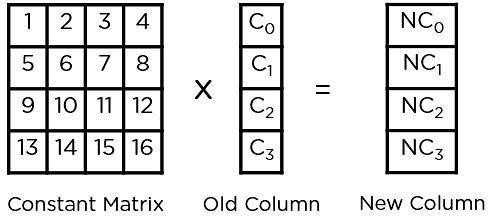 1 2 3 4 C₀ NC₀
5 6 7 8 C₁ NC₁
X =
9 10 11 12 C₂ NC₂
13 14 15 16 C₃ NC₃
Constant Matrix Old Column New Column